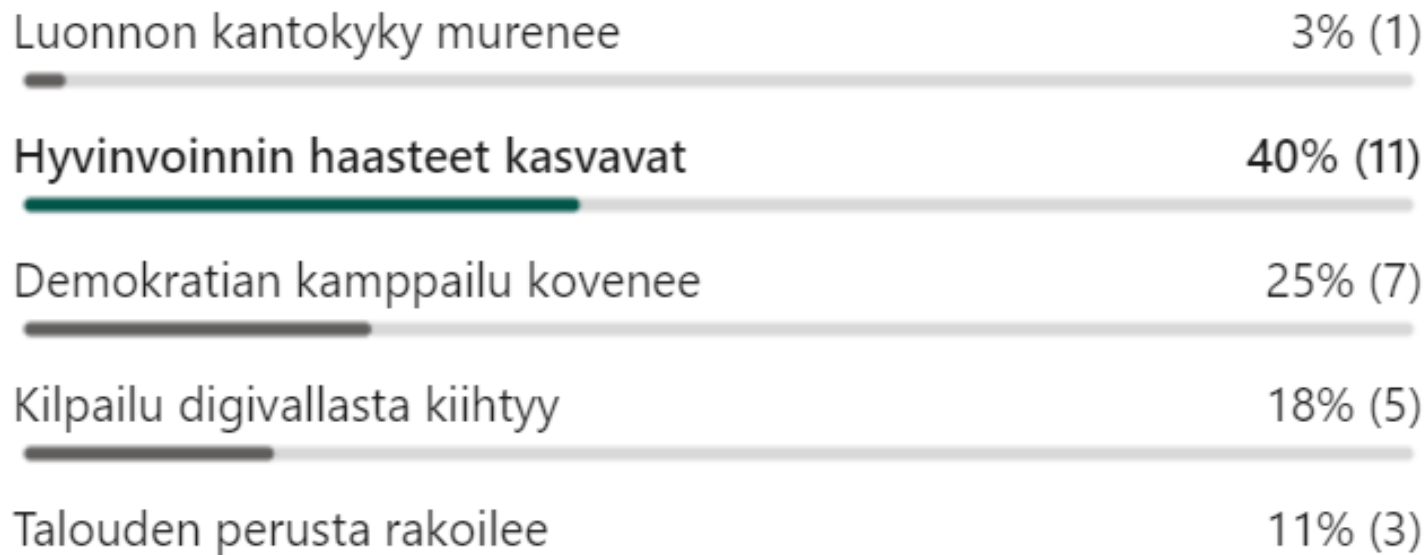 Luonnon kantokyky murenee 3% (1)
Hyvinvoinnin haasteet kasvavat 40% (11)
Demokratian kamppailu kovenee 25% (7)
Kilpailu digivallasta kiihtyy 18% (5)
Talouden perusta rakoilee 11% (3)